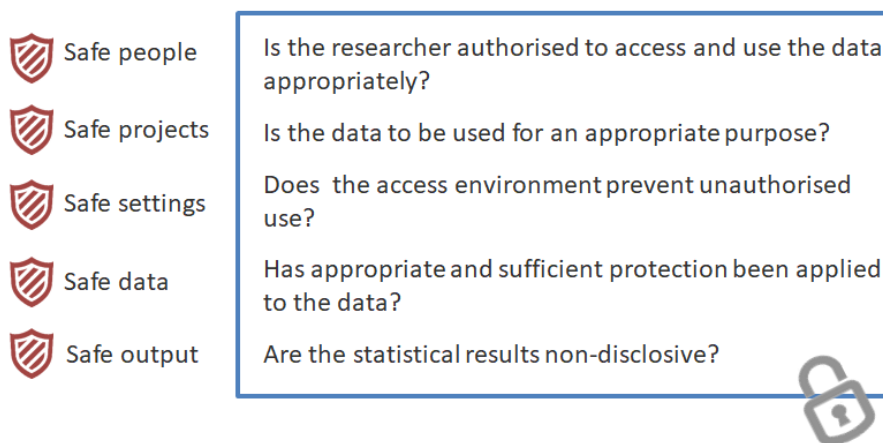 Safe people
Is the researcher authorised to access and use the data
appropriately?
Safe projects
Is the data to be used for an appropriate purpose?
Safe settings
Does the access environment prevent unauthorised
use?
Safe data
Has appropriate and sufficient protection been applied
to the data?
Safe output
Are the statistical results non-disclosive?